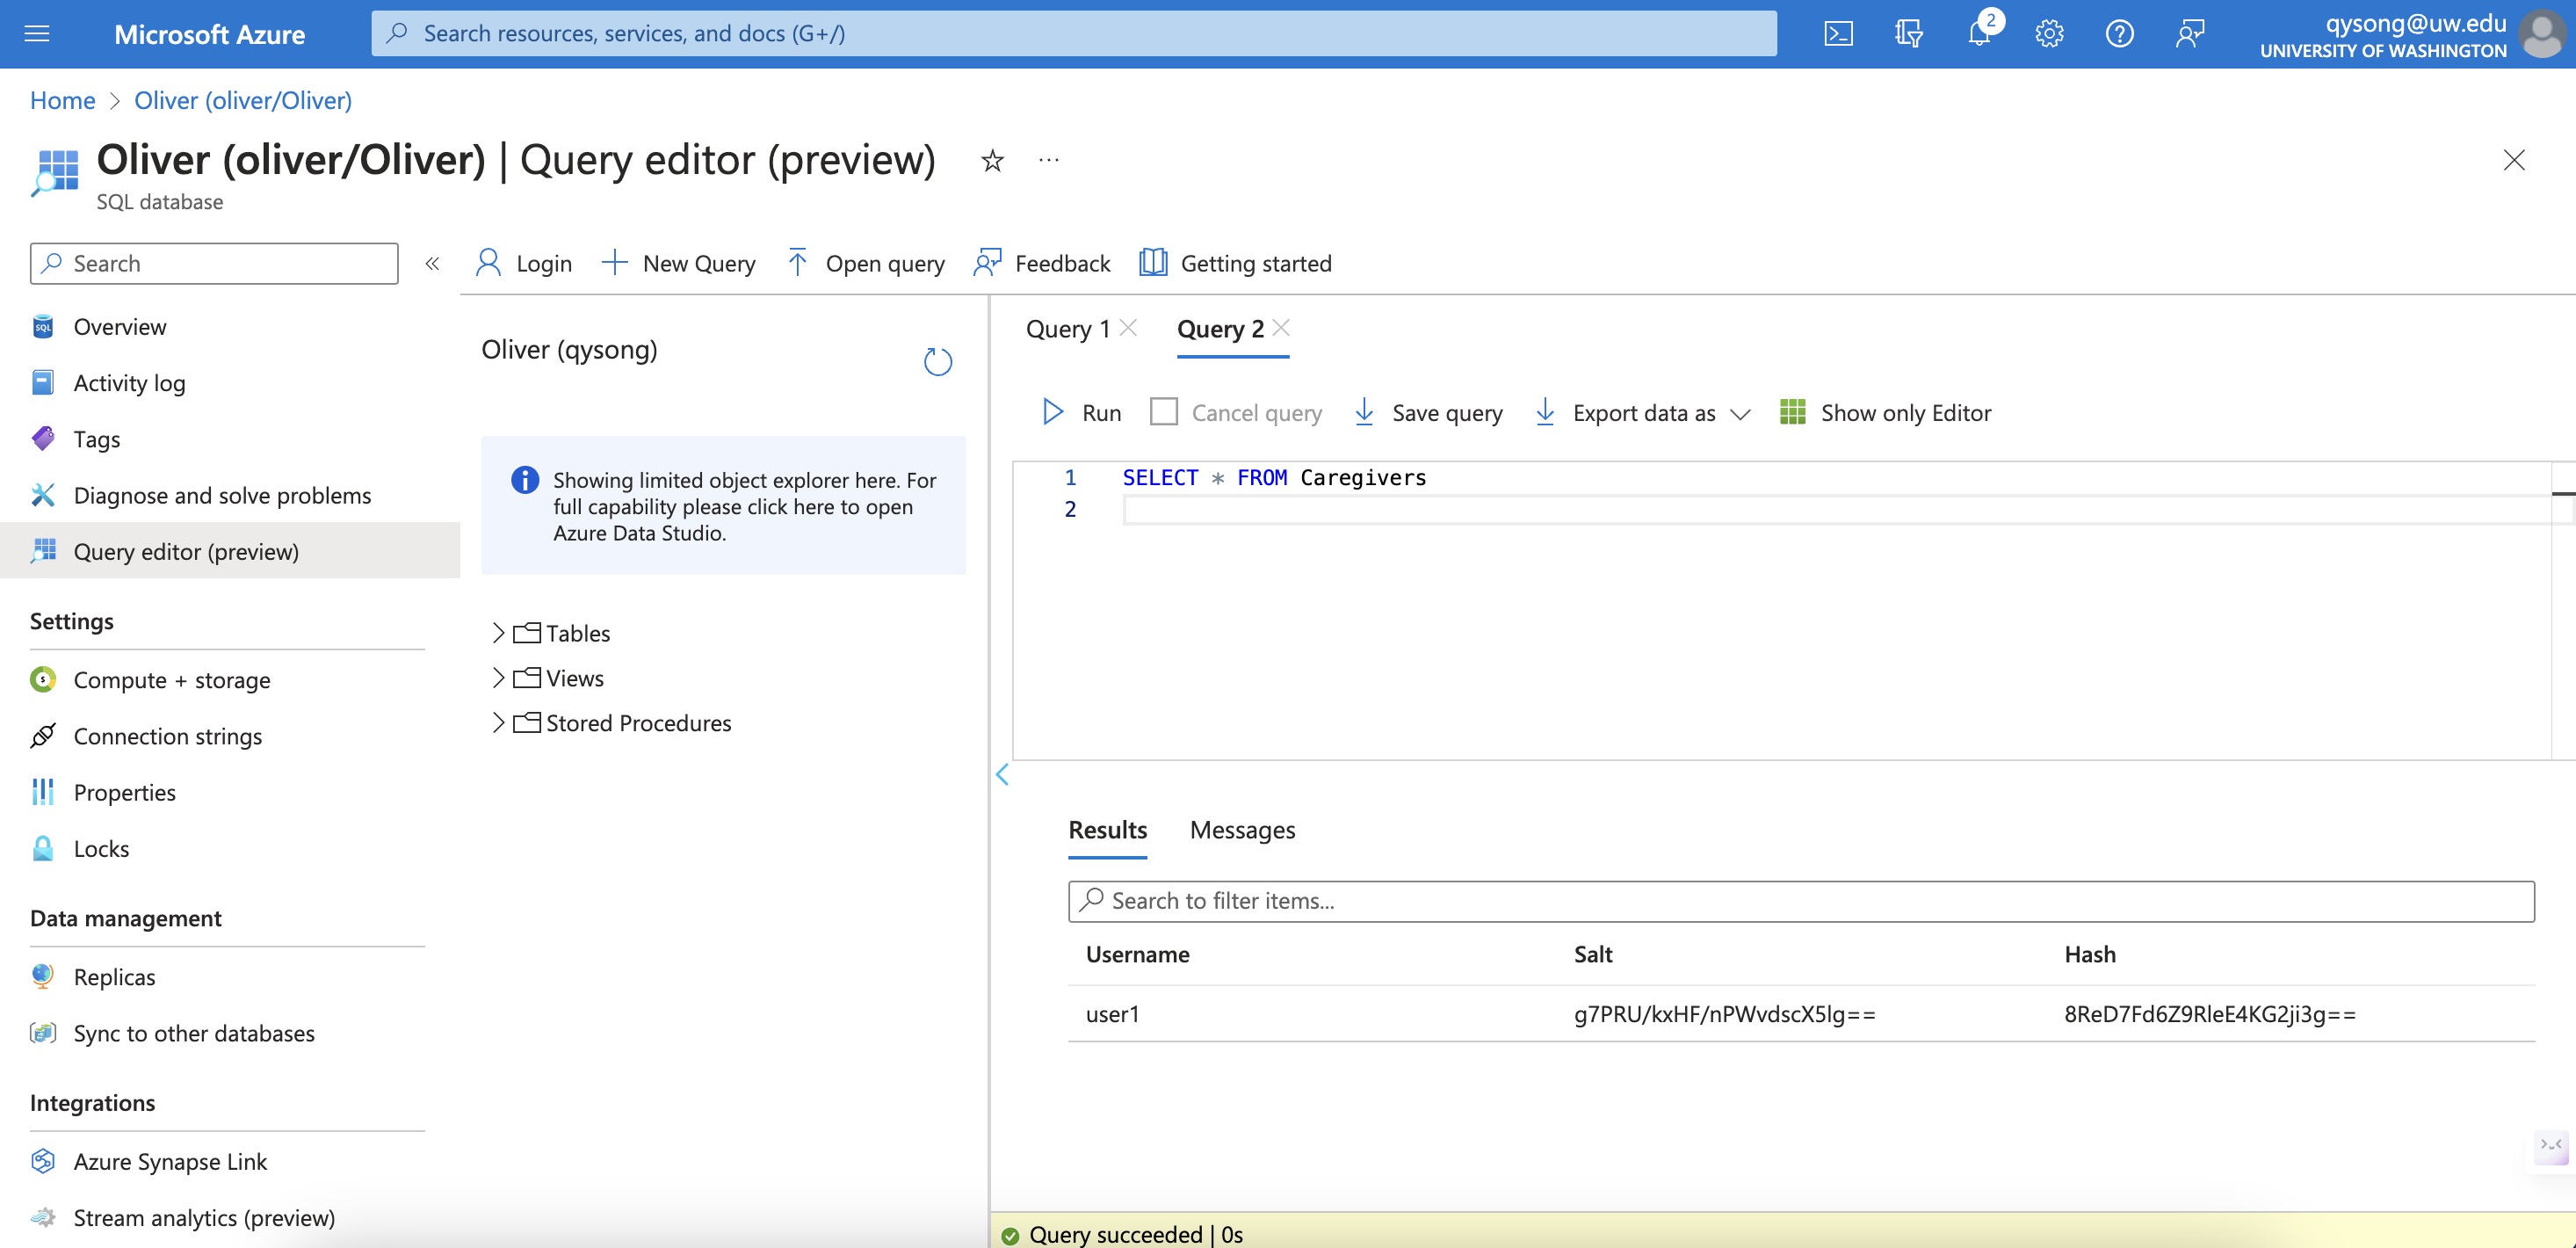 Microsoft Azure
Search resources, services, and docs (G+/)
2
qysong@uw.edu
UNIVERSITY OF WASHINGTON
Home > Oliver (oliver/Oliver)
Oliver (oliver/Oliver) | Query editor (preview)
SQL database
Search
Overview
Activity log
Tags
Diagnose and solve problems
Query editor (preview)
Settings
Compute + storage
Connection strings
Properties
Locks
Data management
Replicas
Sync to other databases
Integrations
Azure Synapse Link
Stream analytics (preview)
Login
New Query
Open query
Feedback
Getting started
Oliver (qysong)
Showing limited object explorer here. For
full capability please click here to open
Azure Data Studio.
Tables
Views
Stored Procedures
Query 1
Query 2
Run
Cancel query
Save query
Export data as
Show only Editor
1 SELECT * FROM Caregivers
2
Results
Messages
Search to filter items...
Username Salt Hash
user1 g7PRU/kxHF/nPWvdscX5lg== 8ReD7Fd6Z9RleE4KG2ji3g==
Query succeeded | 0s